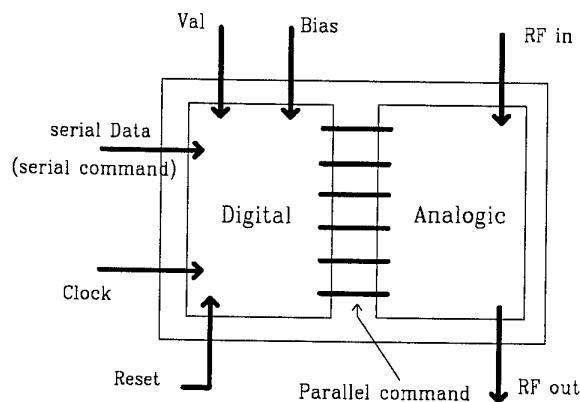 Val
Bias
RF in
serial Data
(serial command)
Digital
Analogic
Clock
Reset
Parallel command
RF out